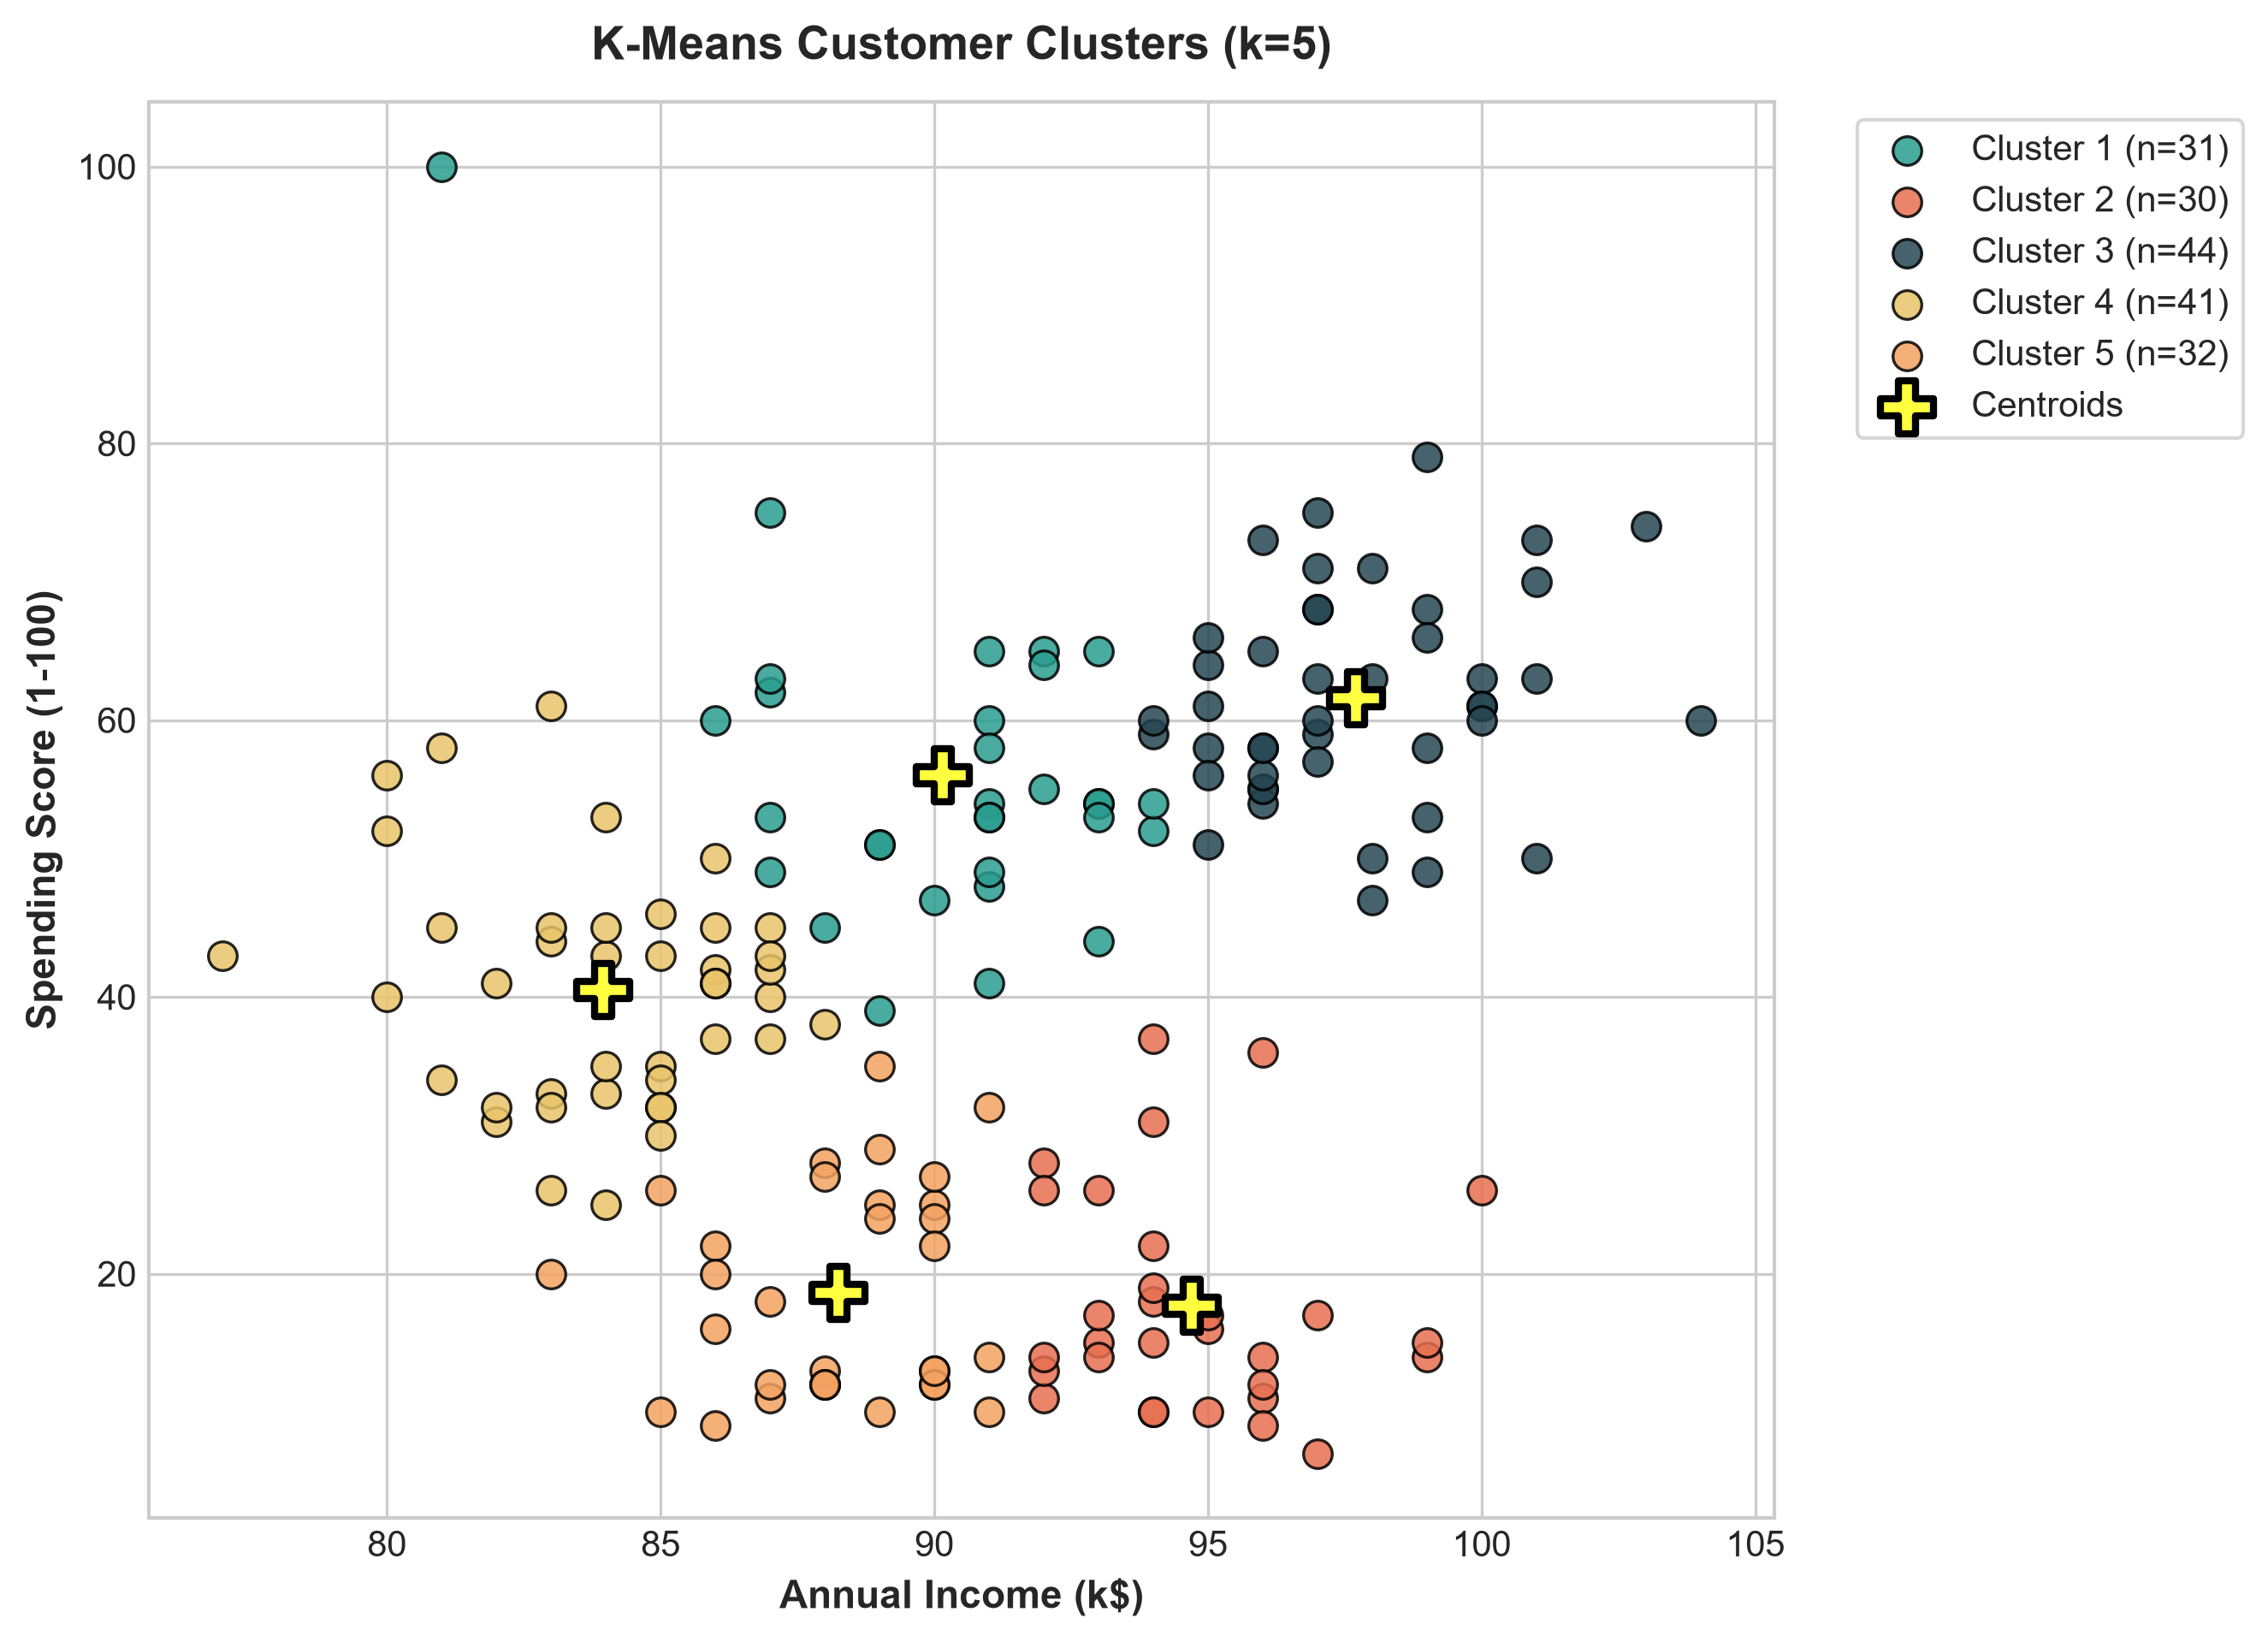 K-Means Customer Clusters (k=5)
Cluster 1 (n=31)
Cluster 2 (n=30)
Cluster 3 (n=44)
Cluster 4 (n=41)
Cluster 5 (n=32)
Centroids
Spending Score (1-100)
100
80
60
40
20
80 85 90 95 100 105
Annual Income (k$)